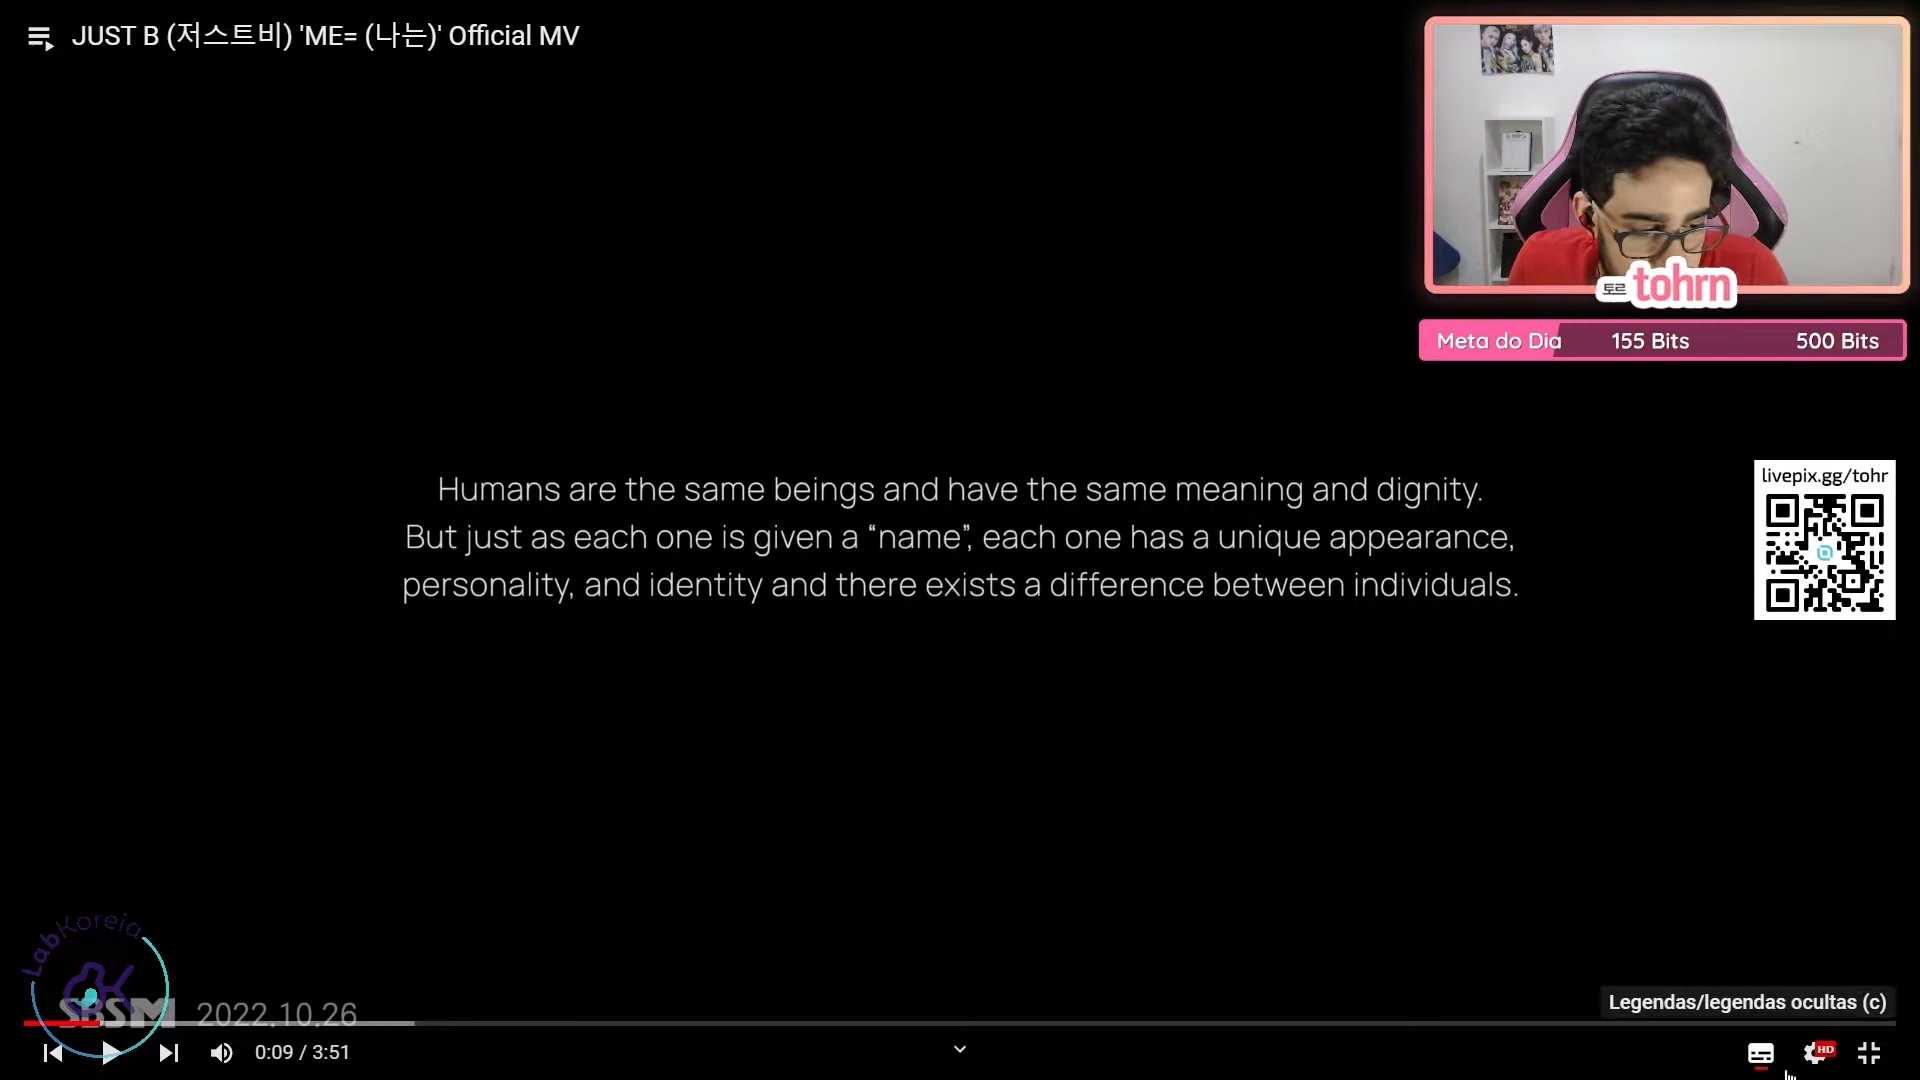 JUST B (저스트비) 'ME= (나는)' Official MV
토르 tohrn
Meta do Dia 155 Bits 500 Bits
livepix.gg/tohr
Humans are the same beings and have the same meaning and dignity.
But just as each one is given a “name”, each one has a unique appearance,
personality, and identity and there exists a difference between individuals.
LabKoreia
SBSM 2022.10.26
Legendas/legendas ocultas (c)
0:09 / 3:51
HD